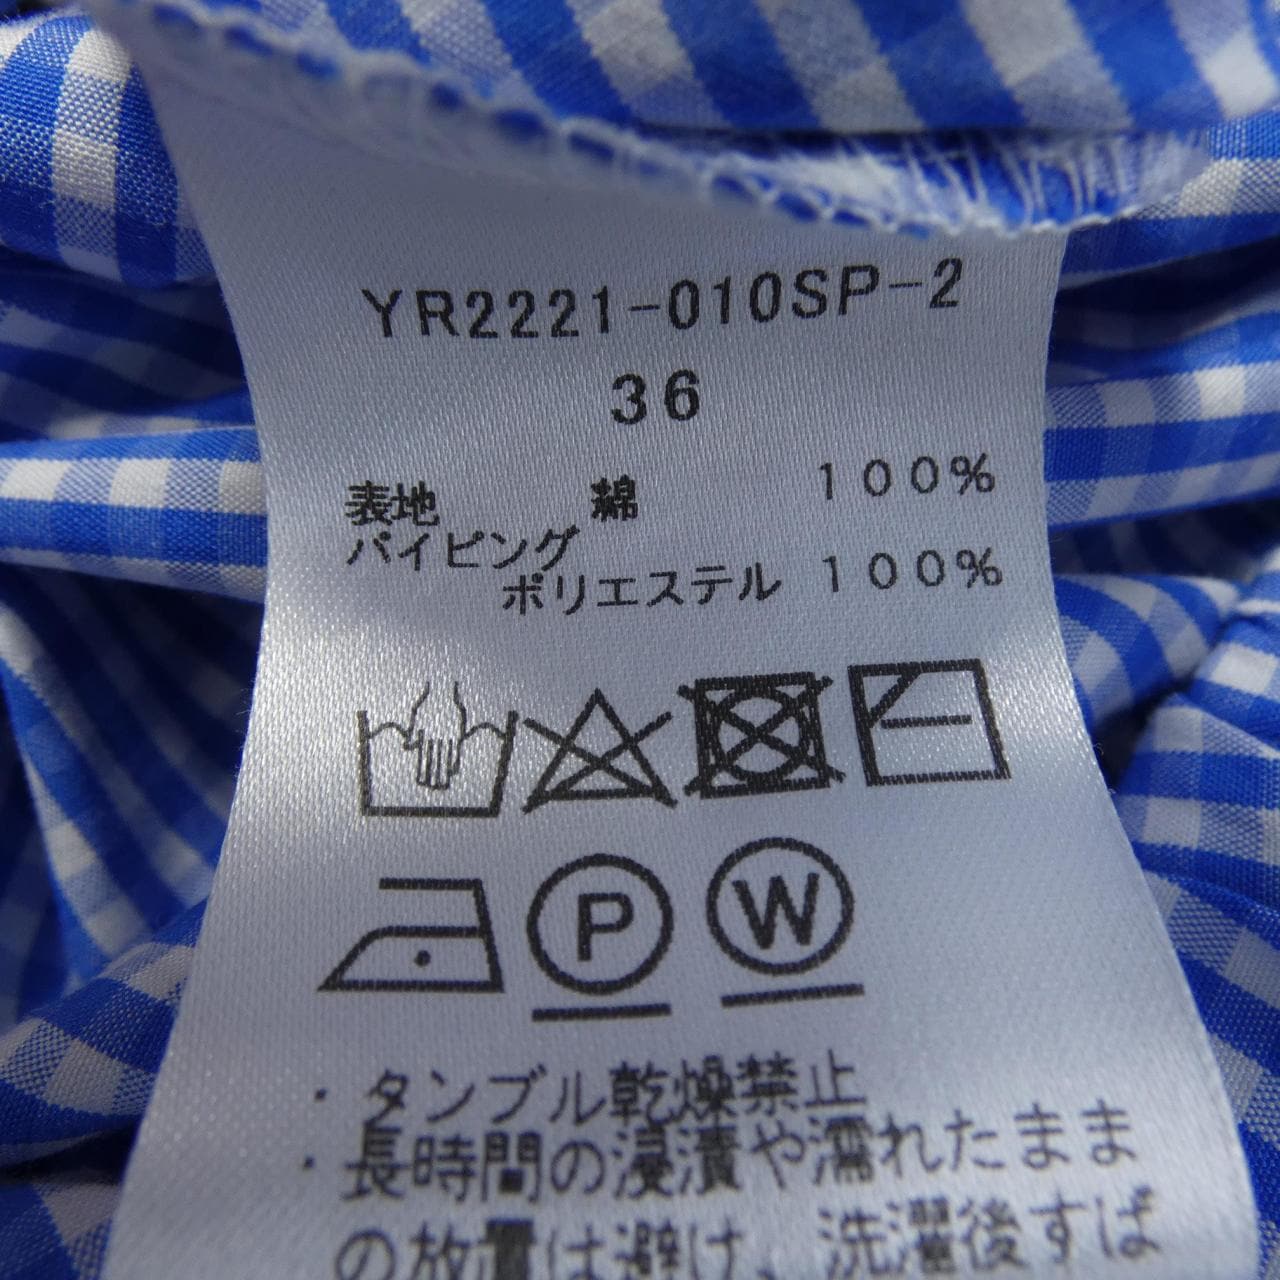 YR2221-010SP-2
36
表地 綿 100%
パイピング
ポリエステル 100%
P W
・タンブル乾燥禁止
・長時間の浸漬や濡れたまま
の放置は避け、洗濯後すば